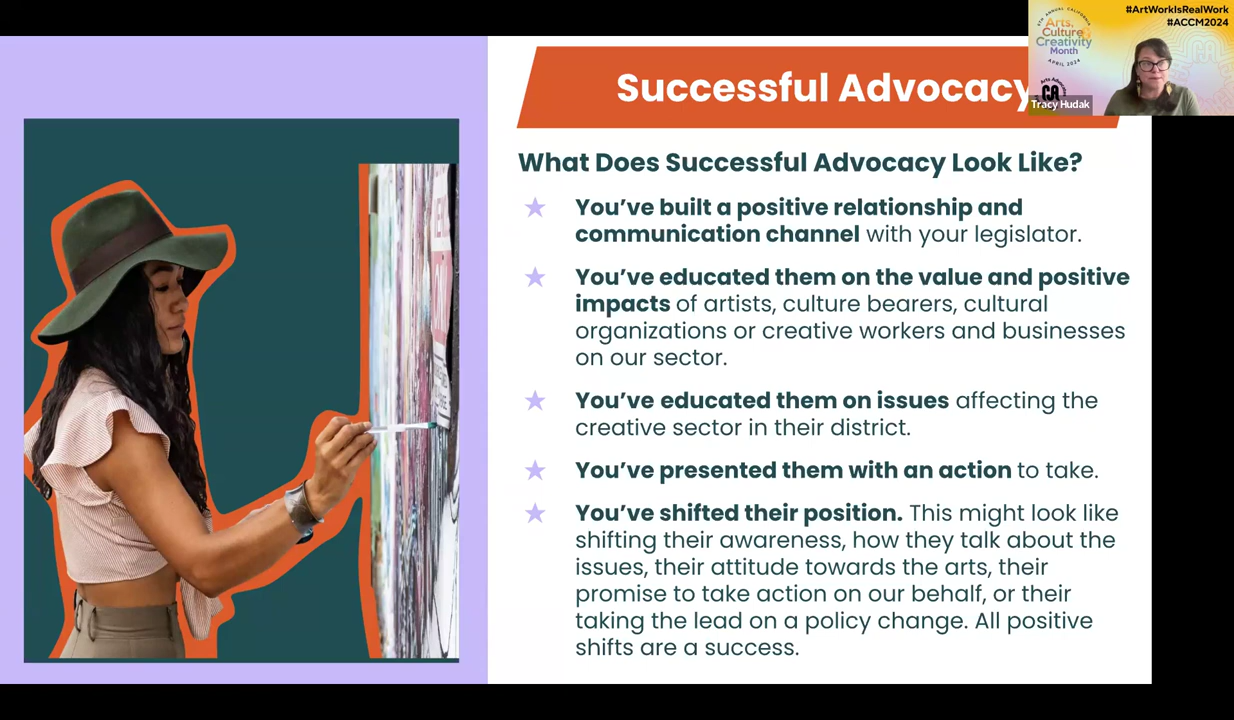 Successful Advocacy
What Does Successful Advocacy Look Like?
You’ve built a positive relationship and
communication channel with your legislator.
You’ve educated them on the value and positive
impacts of artists, culture bearers, cultural
organizations or creative workers and businesses
on our sector.
You’ve educated them on issues affecting the
creative sector in their district.
You’ve presented them with an action to take.
You’ve shifted their position. This might look like
shifting their awareness, how they talk about the
issues, their attitude towards the arts, their
promise to take action on our behalf, or their
taking the lead on a policy change. All positive
shifts are a success.
#ArtWorkIsRealWork
#ACCM2024
Arts,
Culture &
Creativity
Month
APRIL 2024
CA
Tracy Hudak